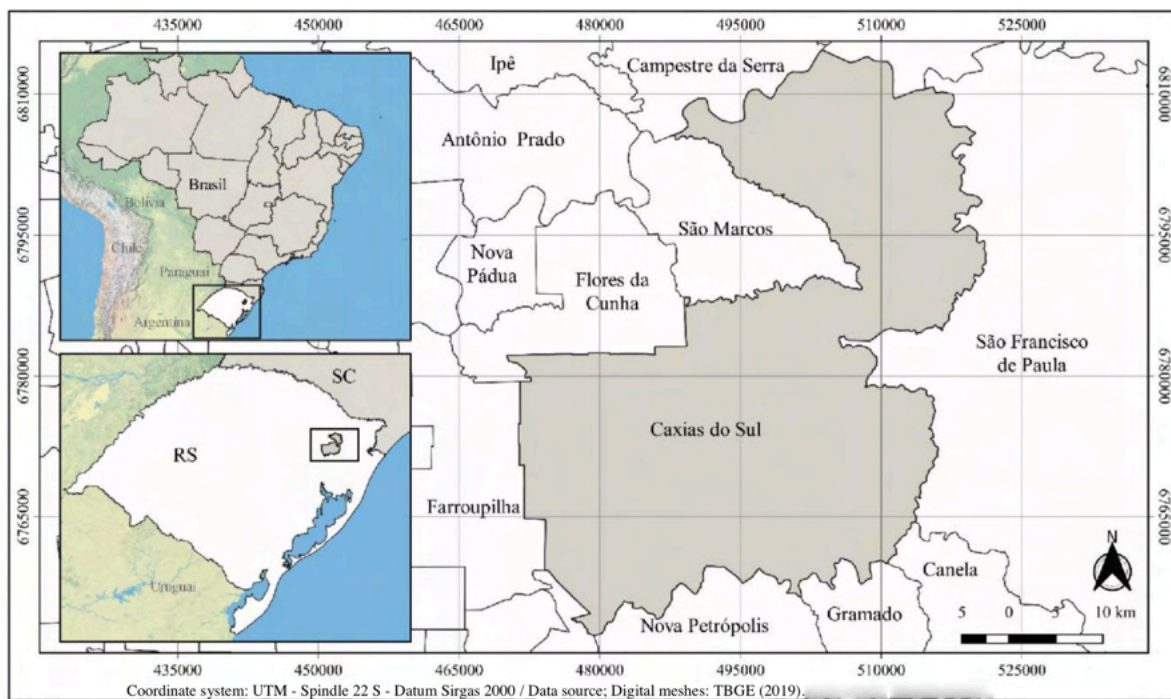 435000 450000 465000 480000 495000 510000 525000
6810000
6795000
6780000
6765000
6810000
6795000
6780000
6765000
Brasil
Bolívia
Chile
Paraguai
Argentina
SC
RS
Uruguai
Ipê
Campestre da Serra
Antônio Prado
São Marcos
Nova
Pádua
Flores da
Cunha
São Francisco
de Paula
Caxias do Sul
Farroupilha
Canela
Nova Petrópolis
Gramado
N
5 0 5 10 km
435000 450000 465000 480000 495000 510000 525000
Coordinate system: UTM - Spindle 22 S - Datum Sirgas 2000 / Data source; Digital meshes: TBGE (2019).